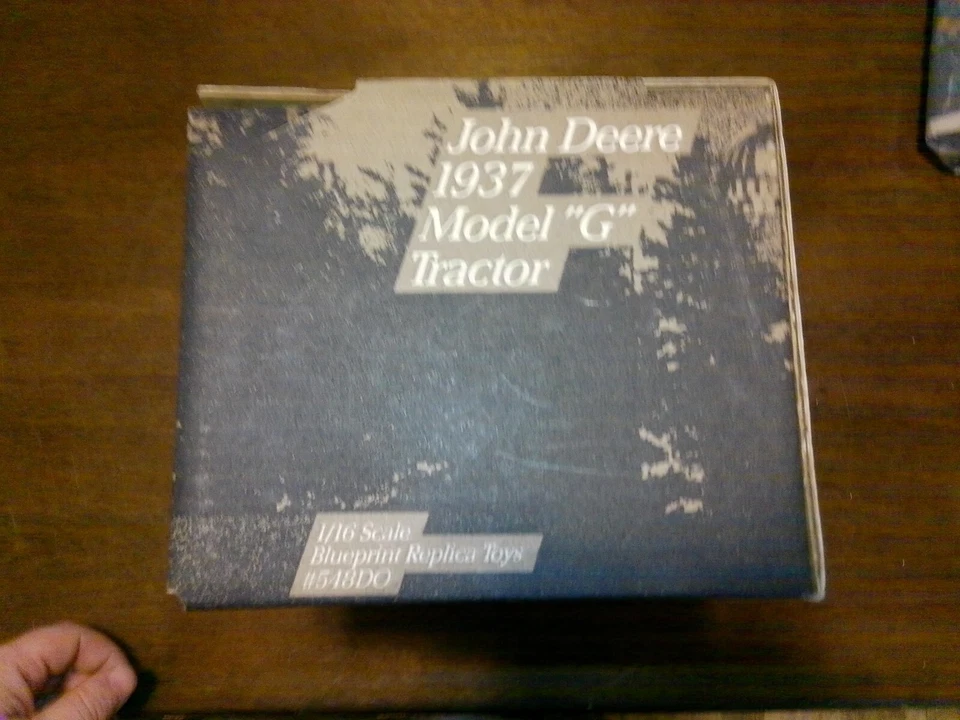 John Deere
1937
Model "G"
Tractor
1/16 Scale
Blueprint Replica Toys
#548DO